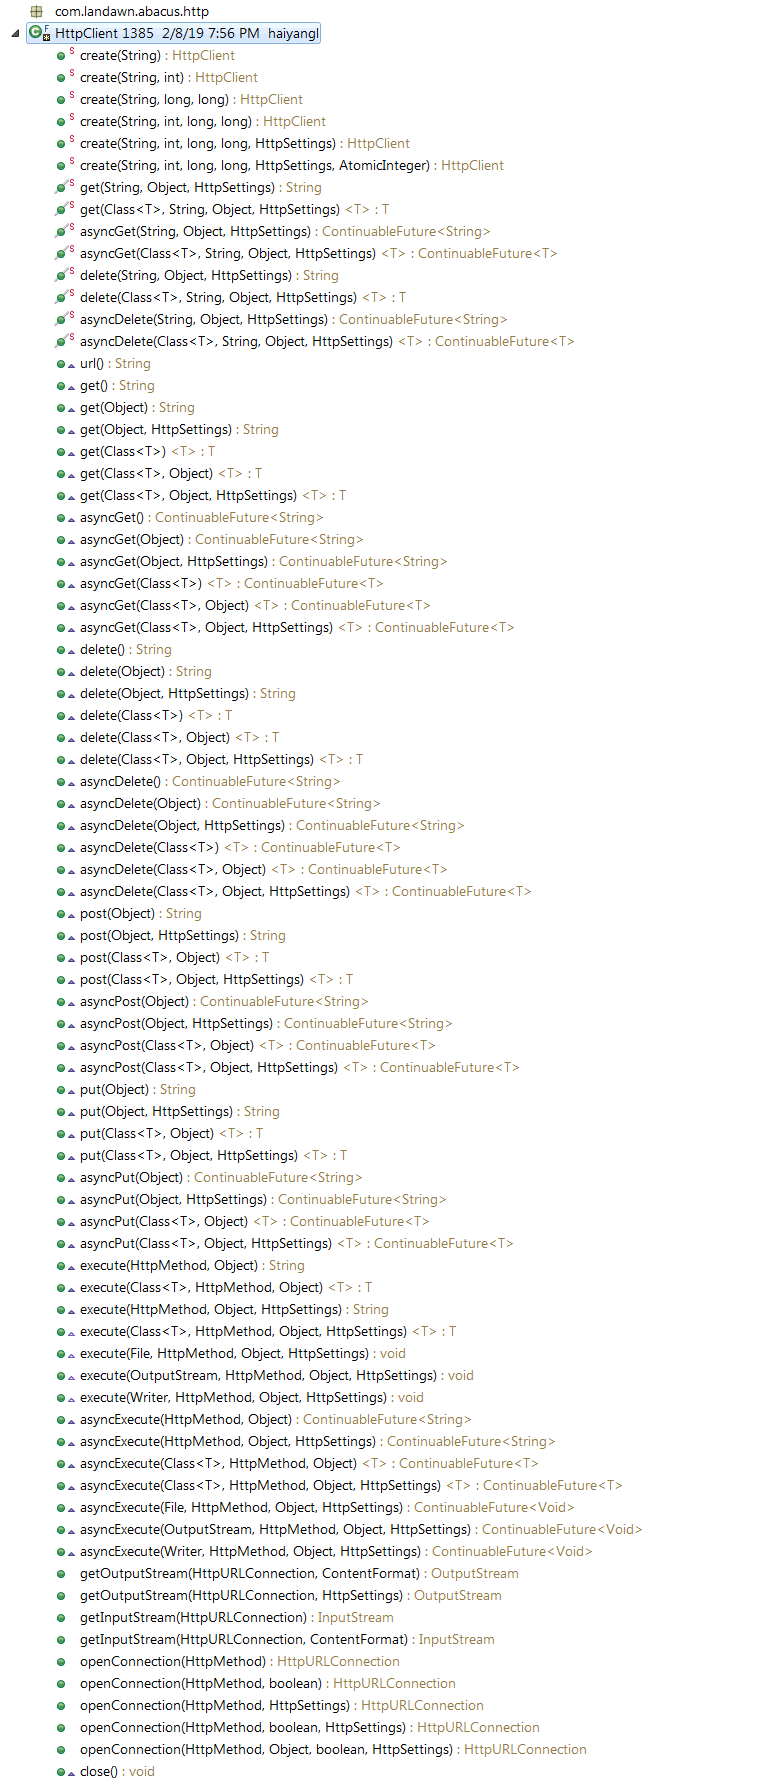 com.landawn.abacus.http
HttpClient 1385 2/8/19 7:56 PM haiyangl
create(String) : HttpClient
create(String, int) : HttpClient
create(String, long, long) : HttpClient
create(String, int, long, long) : HttpClient
create(String, int, long, long, HttpSettings) : HttpClient
create(String, int, long, long, HttpSettings, AtomicInteger) : HttpClient
get(String, Object, HttpSettings) : String
get(Class<T>, String, Object, HttpSettings) <T> : T
asyncGet(String, Object, HttpSettings) : ContinuableFuture<String>
asyncGet(Class<T>, String, Object, HttpSettings) <T> : ContinuableFuture<T>
delete(String, Object, HttpSettings) : String
delete(Class<T>, String, Object, HttpSettings) <T> : T
asyncDelete(String, Object, HttpSettings) : ContinuableFuture<String>
asyncDelete(Class<T>, String, Object, HttpSettings) <T> : ContinuableFuture<T>
url() : String
get() : String
get(Object) : String
get(Object, HttpSettings) : String
get(Class<T>) <T> : T
get(Class<T>, Object) <T> : T
get(Class<T>, Object, HttpSettings) <T> : T
asyncGet() : ContinuableFuture<String>
asyncGet(Object) : ContinuableFuture<String>
asyncGet(Object, HttpSettings) : ContinuableFuture<String>
asyncGet(Class<T>) <T> : ContinuableFuture<T>
asyncGet(Class<T>, Object) <T> : ContinuableFuture<T>
asyncGet(Class<T>, Object, HttpSettings) <T> : ContinuableFuture<T>
delete() : String
delete(Object) : String
delete(Object, HttpSettings) : String
delete(Class<T>) <T> : T
delete(Class<T>, Object) <T> : T
delete(Class<T>, Object, HttpSettings) <T> : T
asyncDelete() : ContinuableFuture<String>
asyncDelete(Object) : ContinuableFuture<String>
asyncDelete(Object, HttpSettings) : ContinuableFuture<String>
asyncDelete(Class<T>) <T> : ContinuableFuture<T>
asyncDelete(Class<T>, Object) <T> : ContinuableFuture<T>
asyncDelete(Class<T>, Object, HttpSettings) <T> : ContinuableFuture<T>
post(Object) : String
post(Object, HttpSettings) : String
post(Class<T>, Object) <T> : T
post(Class<T>, Object, HttpSettings) <T> : T
asyncPost(Object) : ContinuableFuture<String>
asyncPost(Object, HttpSettings) : ContinuableFuture<String>
asyncPost(Class<T>, Object) <T> : ContinuableFuture<T>
asyncPost(Class<T>, Object, HttpSettings) <T> : ContinuableFuture<T>
put(Object) : String
put(Object, HttpSettings) : String
put(Class<T>, Object) <T> : T
put(Class<T>, Object, HttpSettings) <T> : T
asyncPut(Object) : ContinuableFuture<String>
asyncPut(Object, HttpSettings) : ContinuableFuture<String>
asyncPut(Class<T>, Object) <T> : ContinuableFuture<T>
asyncPut(Class<T>, Object, HttpSettings) <T> : ContinuableFuture<T>
execute(HttpMethod, Object) : String
execute(Class<T>, HttpMethod, Object) <T> : T
execute(HttpMethod, Object, HttpSettings) : String
execute(Class<T>, HttpMethod, Object, HttpSettings) <T> : T
execute(File, HttpMethod, Object, HttpSettings) : void
execute(OutputStream, HttpMethod, Object, HttpSettings) : void
execute(Writer, HttpMethod, Object, HttpSettings) : void
asyncExecute(HttpMethod, Object) : ContinuableFuture<String>
asyncExecute(HttpMethod, Object, HttpSettings) : ContinuableFuture<String>
asyncExecute(Class<T>, HttpMethod, Object) <T> : ContinuableFuture<T>
asyncExecute(Class<T>, HttpMethod, Object, HttpSettings) <T> : ContinuableFuture<T>
asyncExecute(File, HttpMethod, Object, HttpSettings) : ContinuableFuture<Void>
asyncExecute(OutputStream, HttpMethod, Object, HttpSettings) : ContinuableFuture<Void>
asyncExecute(Writer, HttpMethod, Object, HttpSettings) : ContinuableFuture<Void>
getOutputStream(HttpURLConnection, ContentFormat) : OutputStream
getOutputStream(HttpURLConnection, HttpSettings) : OutputStream
getInputStream(HttpURLConnection) : InputStream
getInputStream(HttpURLConnection, ContentFormat) : InputStream
openConnection(HttpMethod) : HttpURLConnection
openConnection(HttpMethod, boolean) : HttpURLConnection
openConnection(HttpMethod, HttpSettings) : HttpURLConnection
openConnection(HttpMethod, boolean, HttpSettings) : HttpURLConnection
openConnection(HttpMethod, Object, boolean, HttpSettings) : HttpURLConnection
close() : void